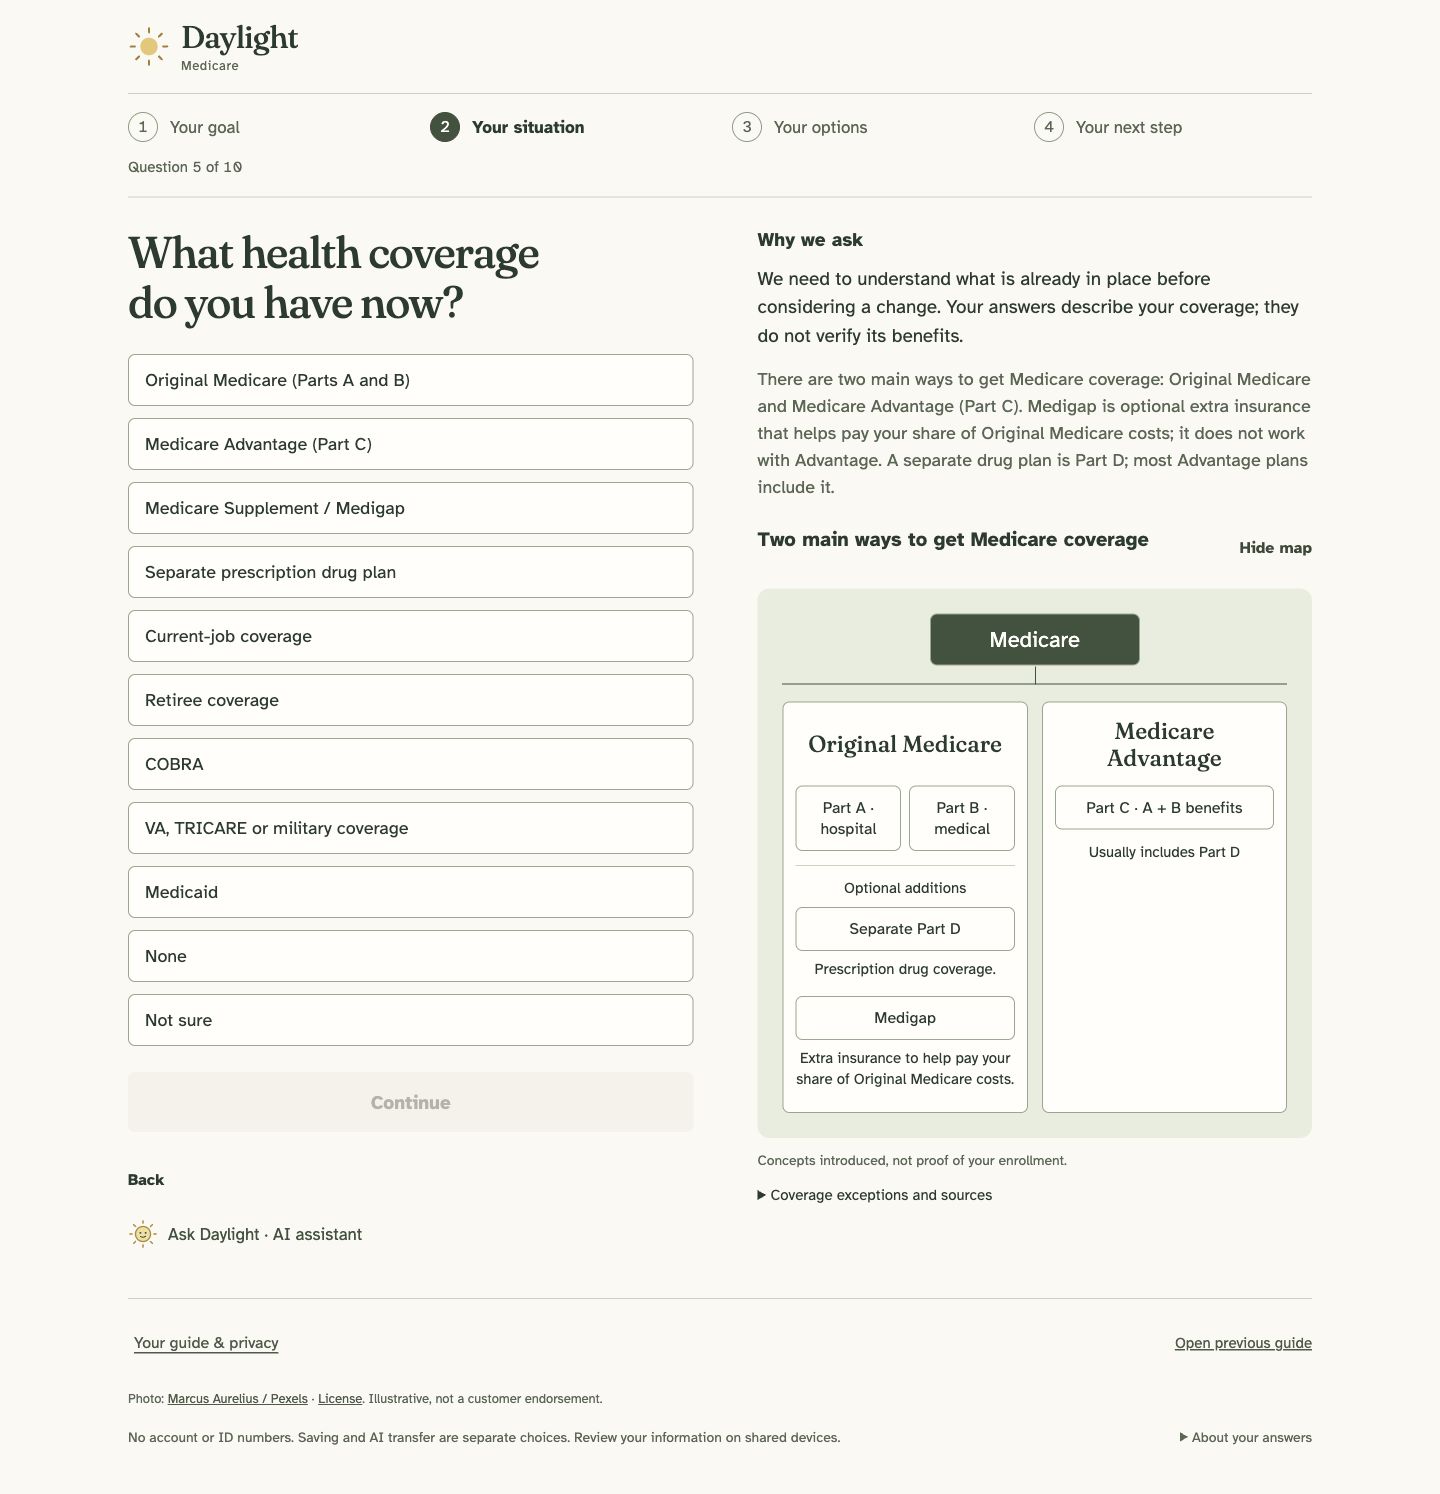 Daylight
Medicare
1 Your goal
2 Your situation
3 Your options
4 Your next step
Question 5 of 10
What health coverage
do you have now?
Original Medicare (Parts A and B)
Medicare Advantage (Part C)
Medicare Supplement / Medigap
Separate prescription drug plan
Current-job coverage
Retiree coverage
COBRA
VA, TRICARE or military coverage
Medicaid
None
Not sure
Continue
Back
Ask Daylight · AI assistant
Why we ask
We need to understand what is already in place before
considering a change. Your answers describe your coverage; they
do not verify its benefits.
There are two main ways to get Medicare coverage: Original Medicare
and Medicare Advantage (Part C). Medigap is optional extra insurance
that helps pay your share of Original Medicare costs; it does not work
with Advantage. A separate drug plan is Part D; most Advantage plans
include it.
Two main ways to get Medicare coverage
Hide map
Medicare
Original Medicare
Part A ·
hospital
Part B ·
medical
Optional additions
Separate Part D
Prescription drug coverage.
Medigap
Extra insurance to help pay your
share of Original Medicare costs.
Medicare
Advantage
Part C · A + B benefits
Usually includes Part D
Concepts introduced, not proof of your enrollment.
▶ Coverage exceptions and sources
Your guide & privacy
Open previous guide
Photo: Marcus Aurelius / Pexels · License. Illustrative, not a customer endorsement.
No account or ID numbers. Saving and AI transfer are separate choices. Review your information on shared devices.
▶ About your answers